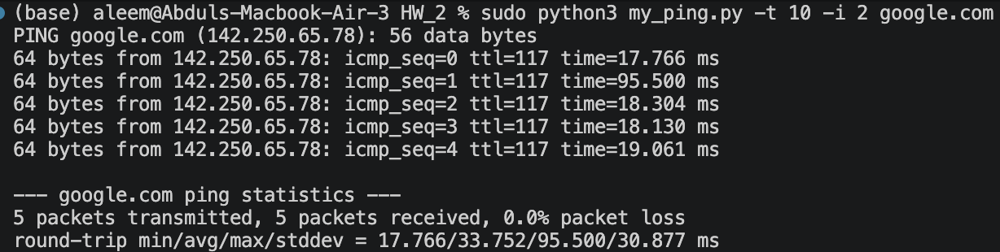 (base) aleem@Abduls-Macbook-Air-3 HW_2 % sudo python3 my_ping.py -t 10 -i 2 google.com
PING google.com (142.250.65.78): 56 data bytes
64 bytes from 142.250.65.78: icmp_seq=0 ttl=117 time=17.766 ms
64 bytes from 142.250.65.78: icmp_seq=1 ttl=117 time=95.500 ms
64 bytes from 142.250.65.78: icmp_seq=2 ttl=117 time=18.304 ms
64 bytes from 142.250.65.78: icmp_seq=3 ttl=117 time=18.130 ms
64 bytes from 142.250.65.78: icmp_seq=4 ttl=117 time=19.061 ms

--- google.com ping statistics ---
5 packets transmitted, 5 packets received, 0.0% packet loss
round-trip min/avg/max/stddev = 17.766/33.752/95.500/30.877 ms